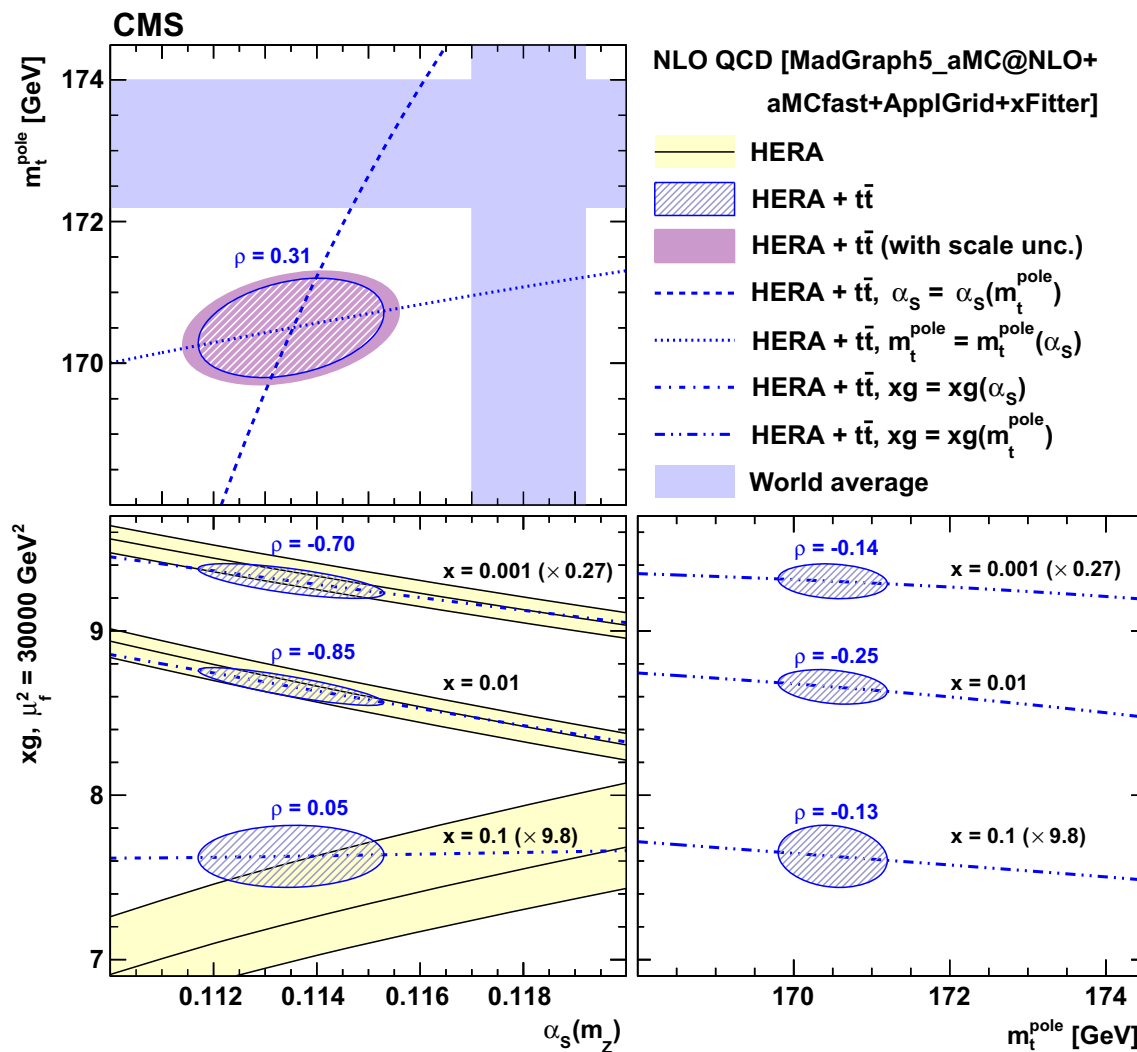 CMS
m_t^pole [GeV]
174
172
170
ρ = 0.31
NLO QCD [MadGraph5_aMC@NLO+
aMCfast+ApplGrid+xFitter]
HERA
HERA + tt̄
HERA + tt̄ (with scale unc.)
HERA + tt̄, α_S = α_S(m_t^pole)
HERA + tt̄, m_t^pole = m_t^pole(α_S)
HERA + tt̄, xg = xg(α_S)
HERA + tt̄, xg = xg(m_t^pole)
World average
xg, μ_f^2 = 30000 GeV^2
9
8
7
ρ = -0.70
x = 0.001 (× 0.27)
ρ = -0.85
x = 0.01
ρ = 0.05
x = 0.1 (× 9.8)
0.112 0.114 0.116 0.118
α_S(m_Z)
ρ = -0.14
x = 0.001 (× 0.27)
ρ = -0.25
x = 0.01
ρ = -0.13
x = 0.1 (× 9.8)
170 172 174
m_t^pole [GeV]